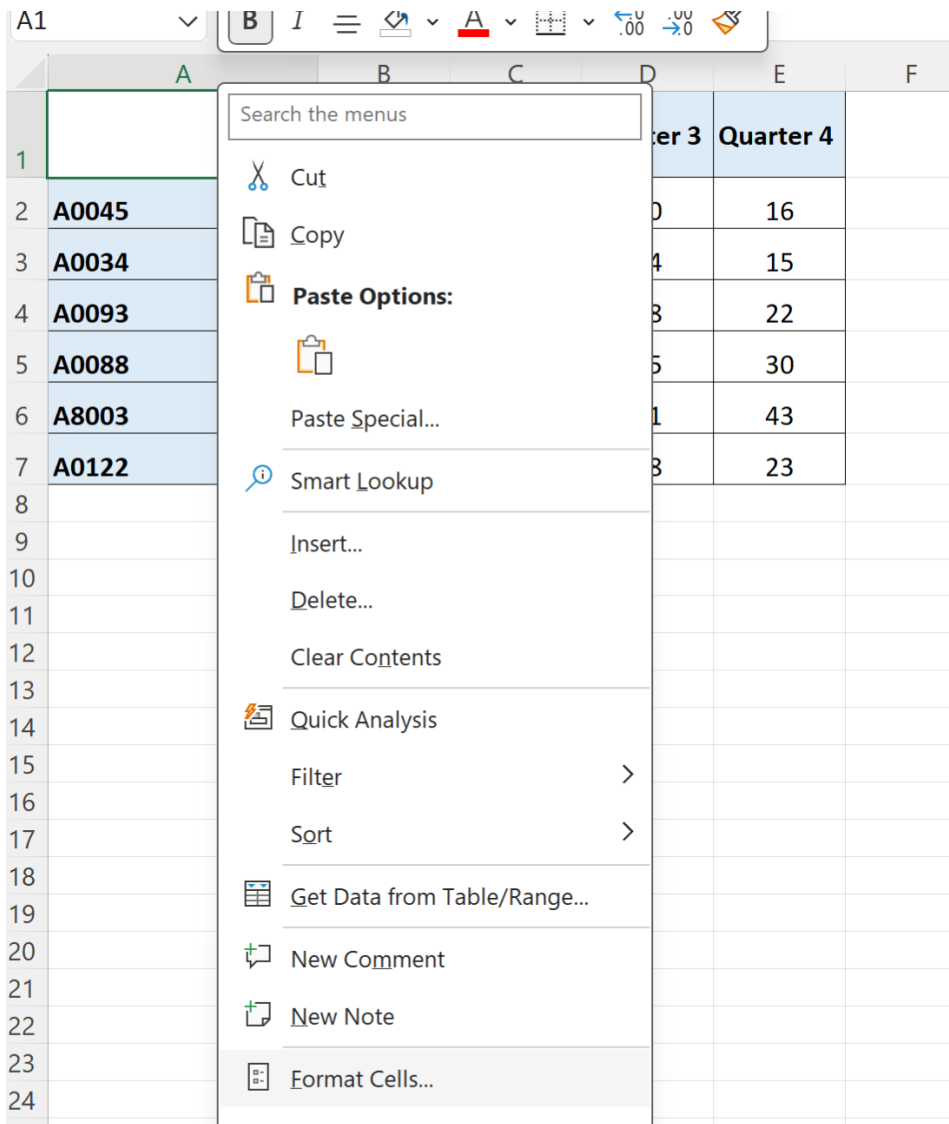 A1
B I A .00 .00
A B C D E F
Search the menus
1 Quarter 4
Cut
2 A0045 16
Copy
3 A0034 15
Paste Options:
4 A0093 22
5 A0088 30
6 A8003 43
Paste Special...
7 A0122 23
Smart Lookup
8
9 Insert...
10
11 Delete...
12 Clear Contents
13
14 Quick Analysis
15 Filter
16
17 Sort
18
19 Get Data from Table/Range...
20 New Comment
21
22 New Note
23 Format Cells...
24